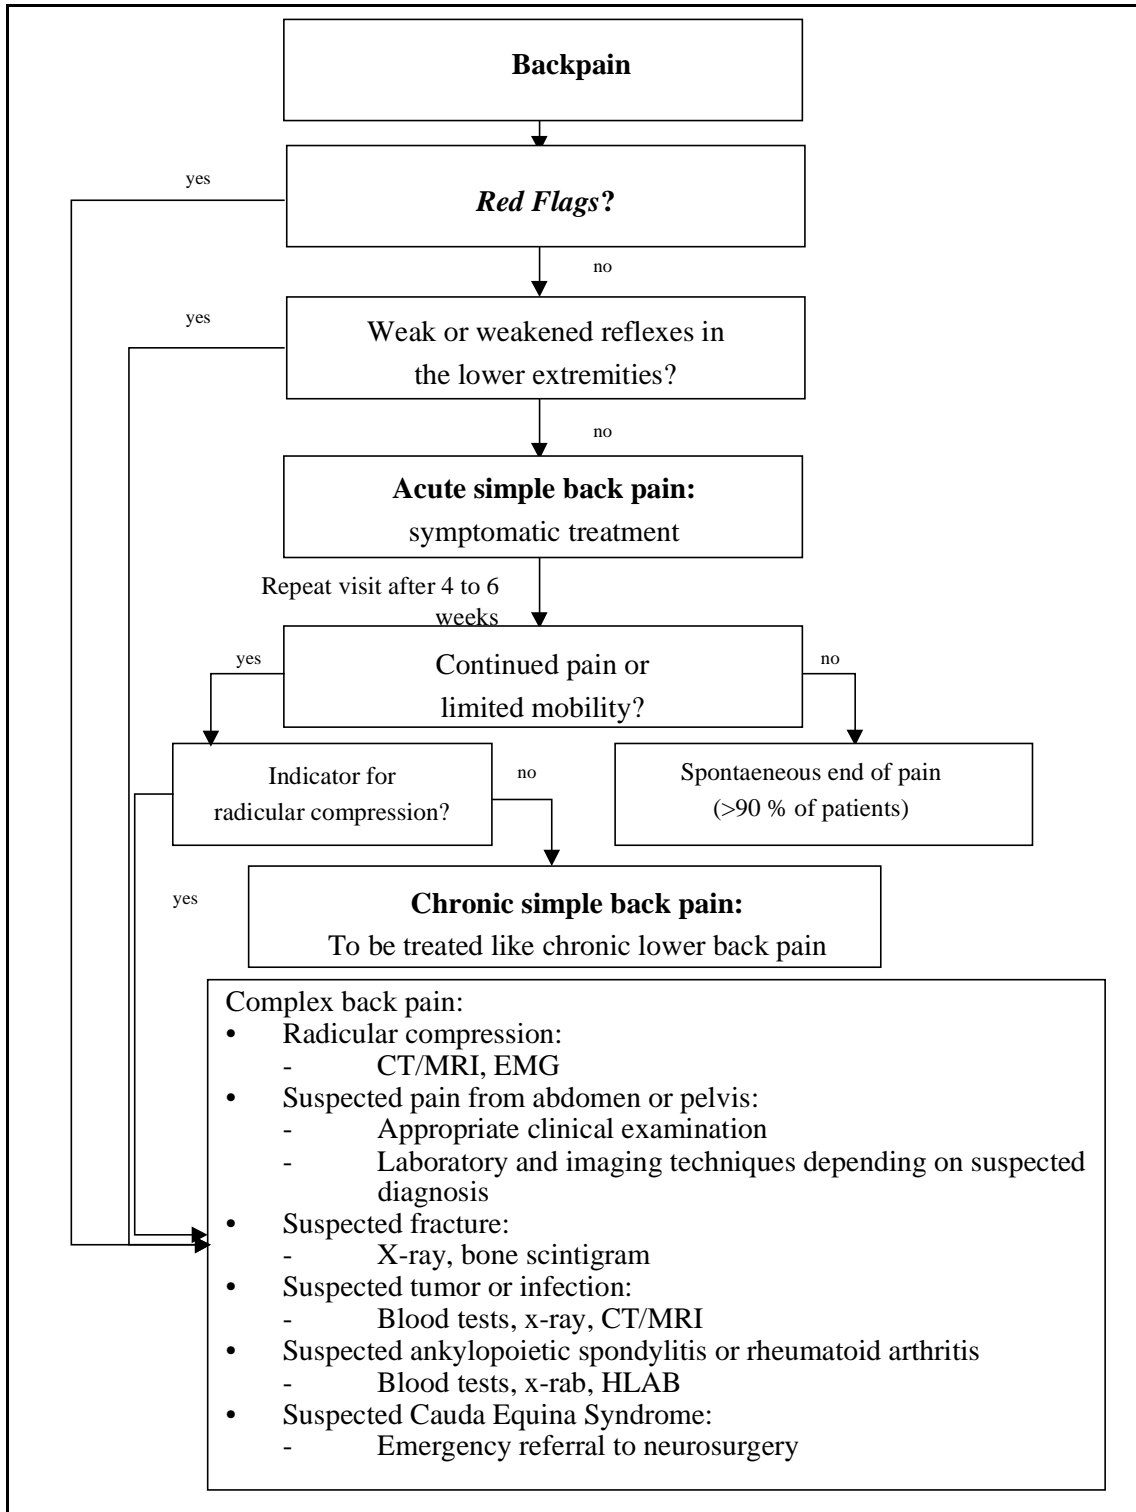 Backpain
yes
Red Flags?
no
yes
Weak or weakened reflexes in
the lower extremities?
no
Acute simple back pain:
symptomatic treatment
Repeat visit after 4 to 6
weeks
yes
Continued pain or
limited mobility?
no
Indicator for
radicular compression?
no
Spontaeneous end of pain
(>90 % of patients)
yes
Chronic simple back pain:
To be treated like chronic lower back pain
Complex back pain:
• Radicular compression:
- CT/MRI, EMG
• Suspected pain from abdomen or pelvis:
- Appropriate clinical examination
- Laboratory and imaging techniques depending on suspected
diagnosis
• Suspected fracture:
- X-ray, bone scintigram
• Suspected tumor or infection:
- Blood tests, x-ray, CT/MRI
• Suspected ankylopoietic spondylitis or rheumatoid arthritis
- Blood tests, x-rab, HLAB
• Suspected Cauda Equina Syndrome:
- Emergency referral to neurosurgery